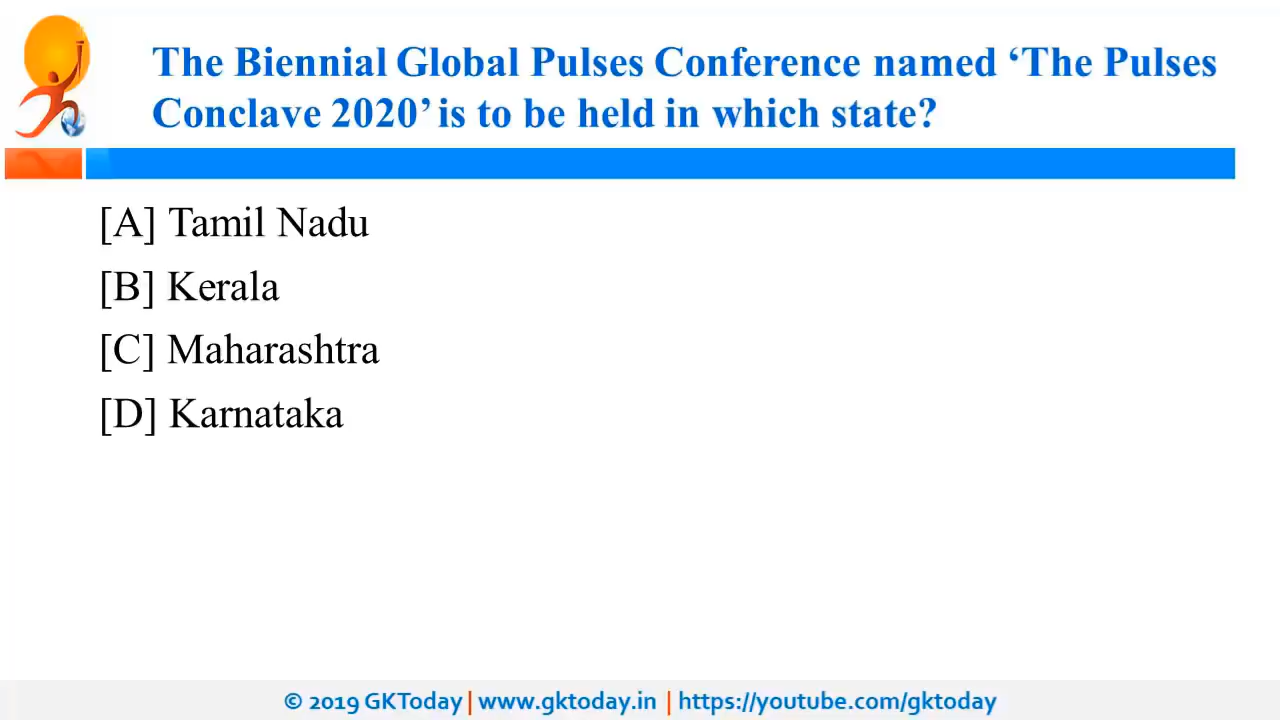 The Biennial Global Pulses Conference named ‘The Pulses
Conclave 2020’ is to be held in which state?
[A] Tamil Nadu
[B] Kerala
[C] Maharashtra
[D] Karnataka
© 2019 GKToday | www.gktoday.in | https://youtube.com/gktoday